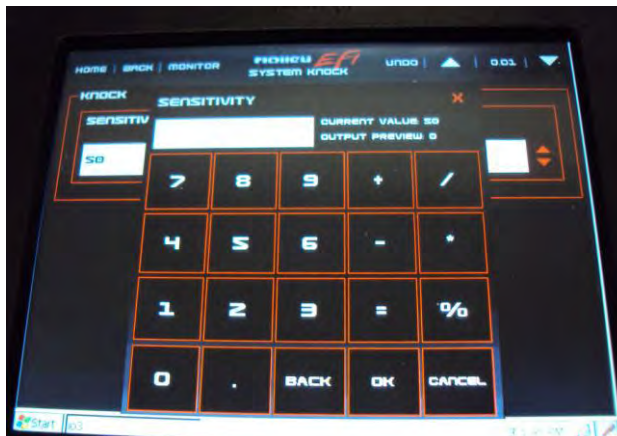 HOME | BACK | MONITOR
HOLLEY EFI
SYSTEM KNOCK
UNDO | | 0.01 |
KNOCK
SENSITIV
50
SENSITIVITY X
CURRENT VALUE: 50
OUTPUT PREVIEW: 0
7 8 9 + /
4 5 6 - *
1 2 3 = %
0 . BACK OK CANCEL
Start